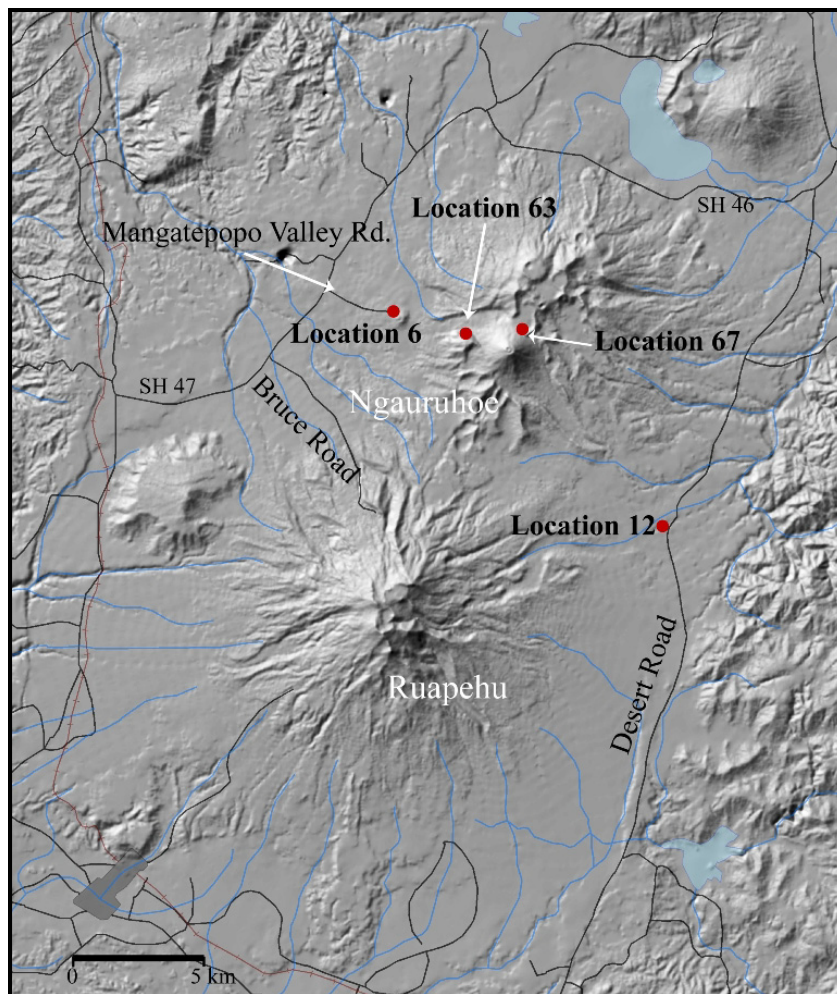 Location 63
SH 46
Mangatepopo Valley Rd.
Location 6
Location 67
SH 47
Ngauruhoe
Bruce Road
Location 12
Ruapehu
Desert Road
0
5 km